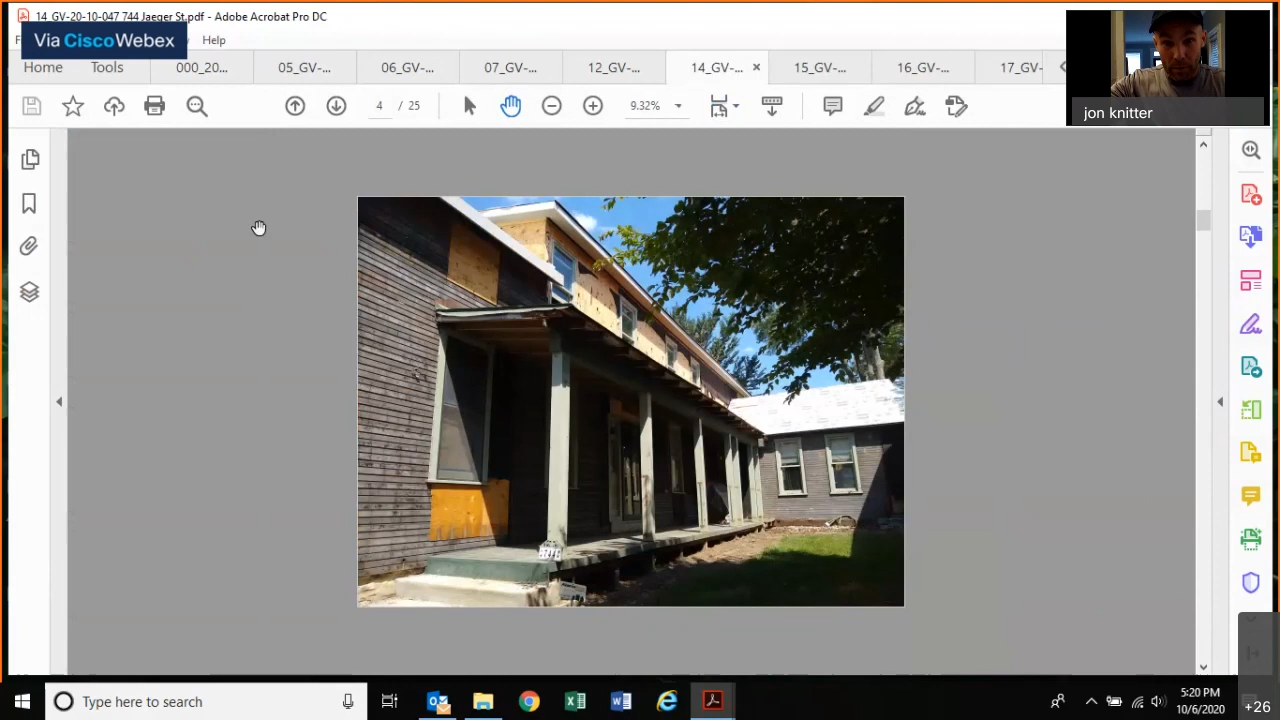 14_GV-20-10-047 744 Jaeger St.pdf - Adobe Acrobat Pro DC
Via Cisco Webex
Help
Home Tools 000_20... 05_GV-... 06_GV-... 07_GV-... 12_GV-... 14_GV-... × 15_GV-... 16_GV-... 17_GV-
4 / 25 9.32%
jon knitter
Type here to search
5:20 PM
10/6/2020
+26